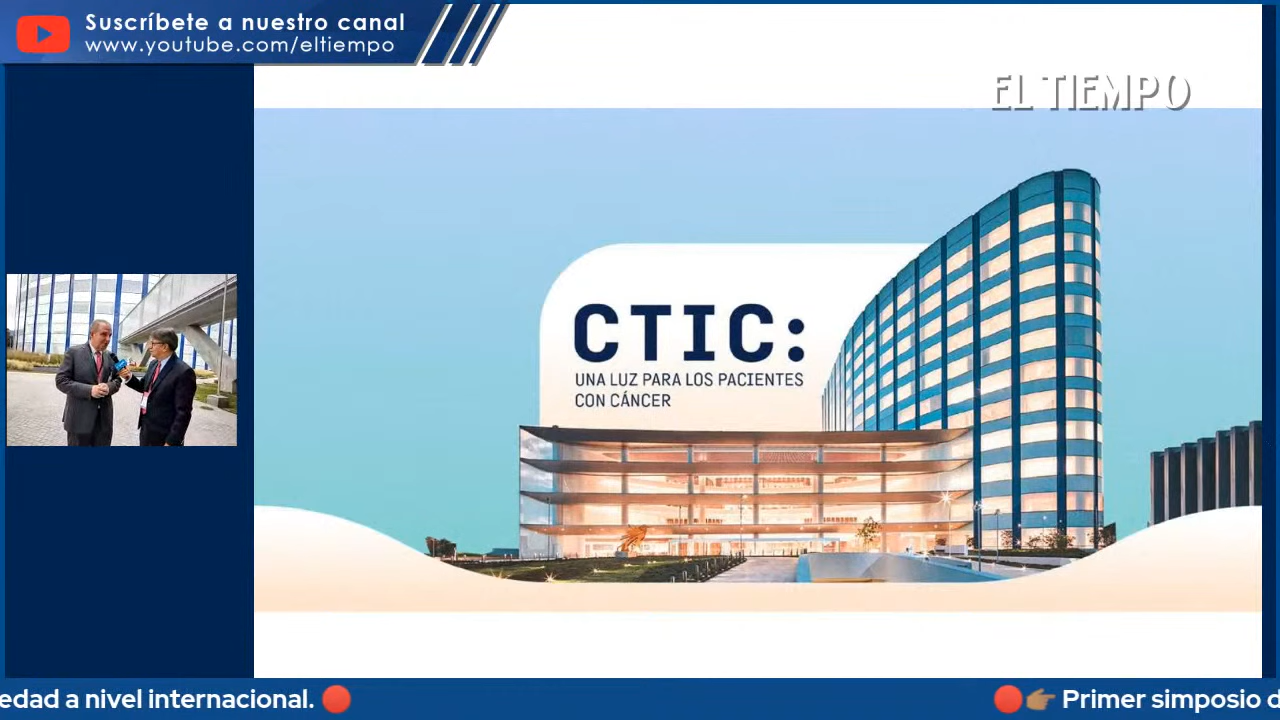 Suscríbete a nuestro canal
www.youtube.com/eltiempo
EL TIEMPO
CTIC:
UNA LUZ PARA LOS PACIENTES
CON CÁNCER
edad a nivel internacional. 🔴
🔴👉🏽 Primer simposio d